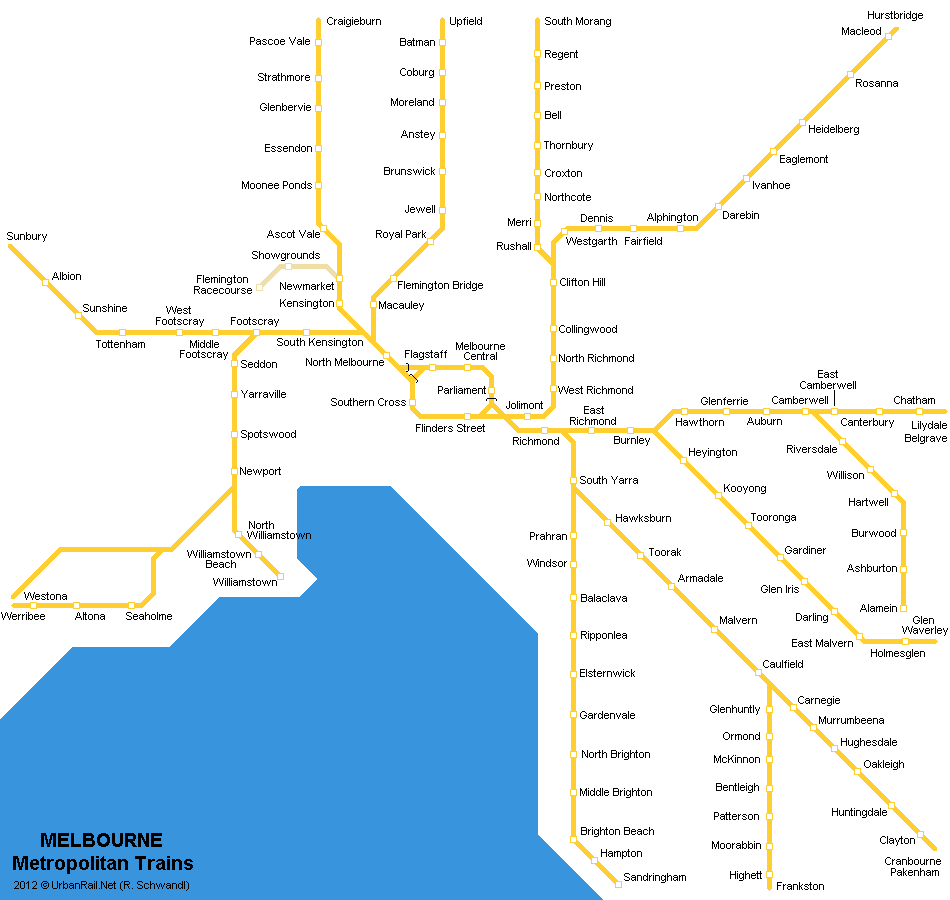 Craigieburn
Upfield
South Morang
Hurstbridge
Macleod
Pascoe Vale
Batman
Regent
Strathmore
Coburg
Preston
Rosanna
Glenbervie
Moreland
Bell
Heidelberg
Essendon
Anstey
Thornbury
Eaglemont
Moonee Ponds
Brunswick
Croxton
Ivanhoe
Jewell
Northcote
Darebin
Ascot Vale
Royal Park
Merri
Dennis
Alphington
Rushall
Westgarth
Fairfield
Sunbury
Showgrounds
Albion
Flemington
Racecourse
Newmarket
Flemington Bridge
Clifton Hill
Sunshine
Kensington
Macauley
West
Footscray
Footscray
Collingwood
Tottenham
Middle
Footscray
South Kensington
North Melbourne
Flagstaff
Melbourne
Central
North Richmond
Seddon
Yarraville
Southern Cross
Parliament
West Richmond
Jolimont
Flinders Street
Richmond
East
Richmond
Burnley
East
Camberwell
Glenferrie
Camberwell
Chatham
Hawthorn
Auburn
Canterbury
Lilydale
Belgrave
Spotswood
Heyington
Riversdale
Newport
South Yarra
Kooyong
Willison
Hartwell
North
Williamstown
Hawksburn
Tooronga
Burwood
Prahran
Williamstown
Beach
Toorak
Gardiner
Windsor
Ashburton
Williamstown
Armadale
Glen Iris
Westona
Balaclava
Alamein
Werribee
Altona
Seaholme
Malvern
Darling
Glen
Waverley
Ripponlea
East Malvern
Holmesglen
Elsternwick
Caulfield
Gardenvale
Glenhuntly
Carnegie
Murrumbeena
Ormond
Hughesdale
North Brighton
McKinnon
Oakleigh
Middle Brighton
Bentleigh
Huntingdale
Patterson
Brighton Beach
Clayton
Moorabbin
Hampton
Cranbourne
Pakenham
Highett
Sandringham
Frankston
MELBOURNE
Metropolitan Trains
2012 © UrbanRail.Net (R. Schwandl)